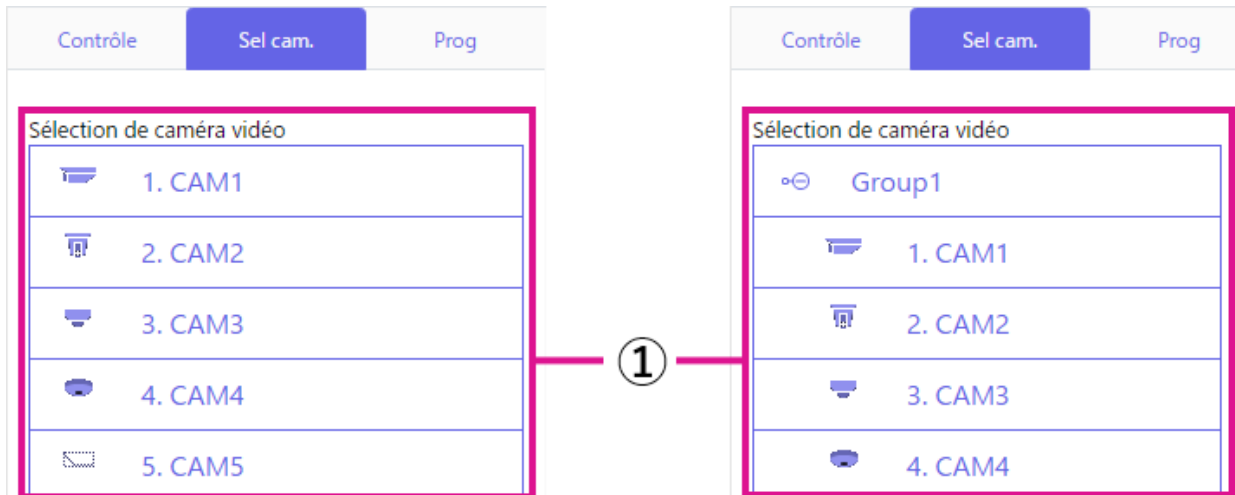 Contrôle Sel cam. Prog
Sélection de caméra vidéo
1. CAM1
2. CAM2
3. CAM3
4. CAM4
5. CAM5
①
Contrôle Sel cam. Prog
Sélection de caméra vidéo
Group1
1. CAM1
2. CAM2
3. CAM3
4. CAM4